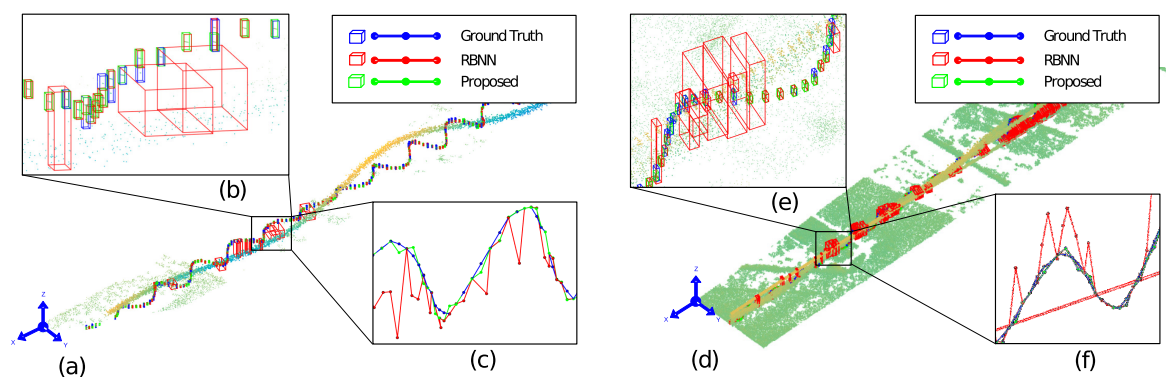 Ground Truth
RBNN
Proposed
(b)
Z
X
Y
(a)
(c)
Ground Truth
RBNN
Proposed
(e)
Z
X
Y
(d)
(f)